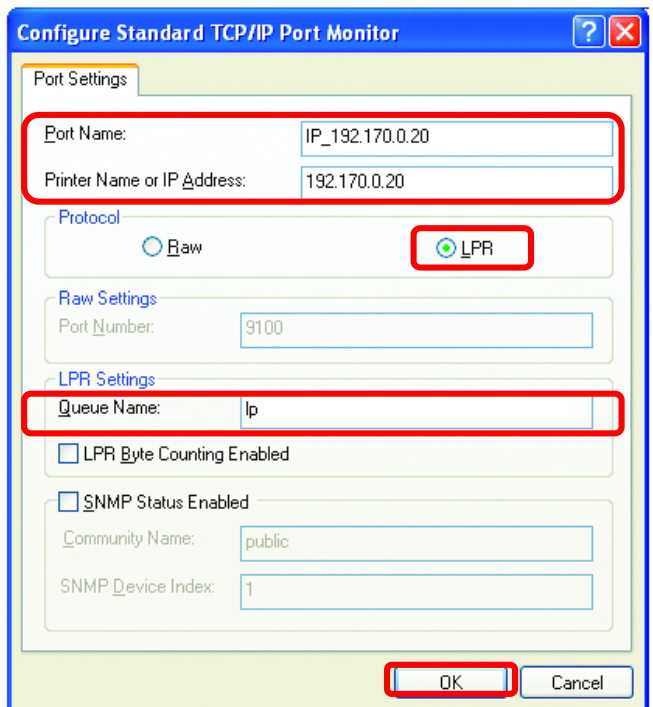 Configure Standard TCP/IP Port Monitor
Port Settings
Port Name: IP_192.170.0.20
Printer Name or IP Address: 192.170.0.20
Protocol
Raw LPR
Raw Settings
Port Number: 9100
LPR Settings
Queue Name: lp
LPR Byte Counting Enabled
SNMP Status Enabled
Community Name: public
SNMP Device Index: 1
OK Cancel